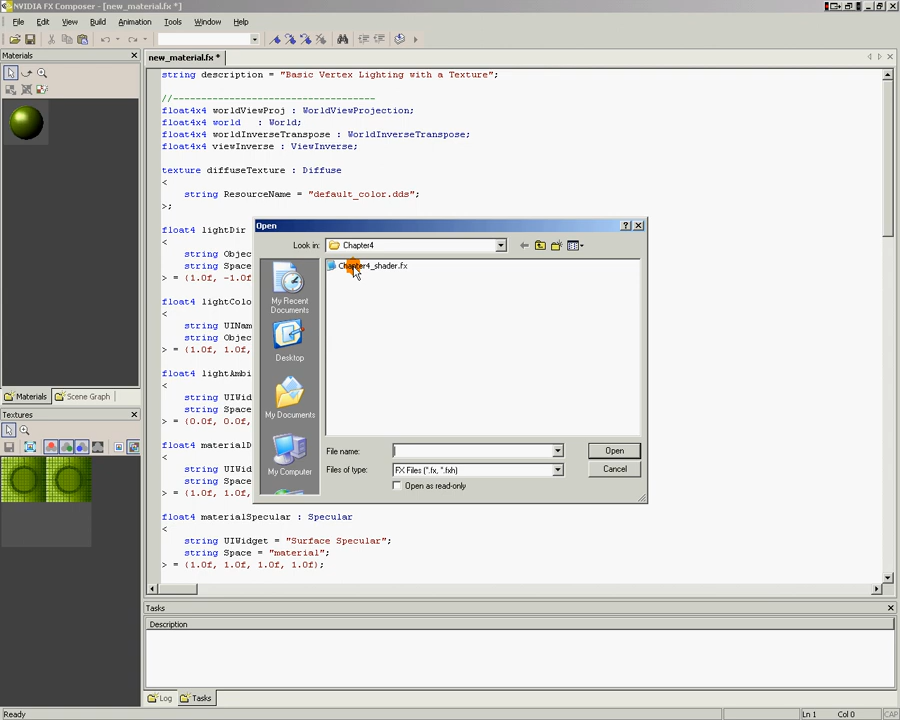 NVIDIA FX Composer - [new_material.fx *]
File Edit View Build Animation Tools Window Help
Materials
new_material.fx *
string description = "Basic Vertex Lighting with a Texture";
//------------------------------------
float4x4 worldViewProj : WorldViewProjection;
float4x4 world : World;
float4x4 worldInverseTranspose : WorldInverseTranspose;
float4x4 viewInverse : ViewInverse;
texture diffuseTexture : Diffuse
<
string ResourceName = "default_color.dds";
>;
float4 lightDir
<
string Objec
string Space
> = {1.0f, -1.0f
float4 lightColo
<
string UIName
string Objec
> = {1.0f, 1.0f,
float4 lightAmbi
<
string UIWid
string Space
> = {0.0f, 0.0f,
float4 materialD
<
string UIWid
string Space
> = {1.0f, 1.0f,
float4 materialSpecular : Specular
<
string UIWidget = "Surface Specular";
string Space = "material";
> = {1.0f, 1.0f, 1.0f, 1.0f};
Open
Look in: Chapter4
Chapter4_shader.fx
My Recent
Documents
Desktop
My Documents
My Computer
File name: Open
Files of type: FX Files (*.fx, *.fxh) Cancel
Open as read-only
Materials Scene Graph
Textures
Tasks
Description
Log Tasks
Ready Ln 1 Col 0 CAP